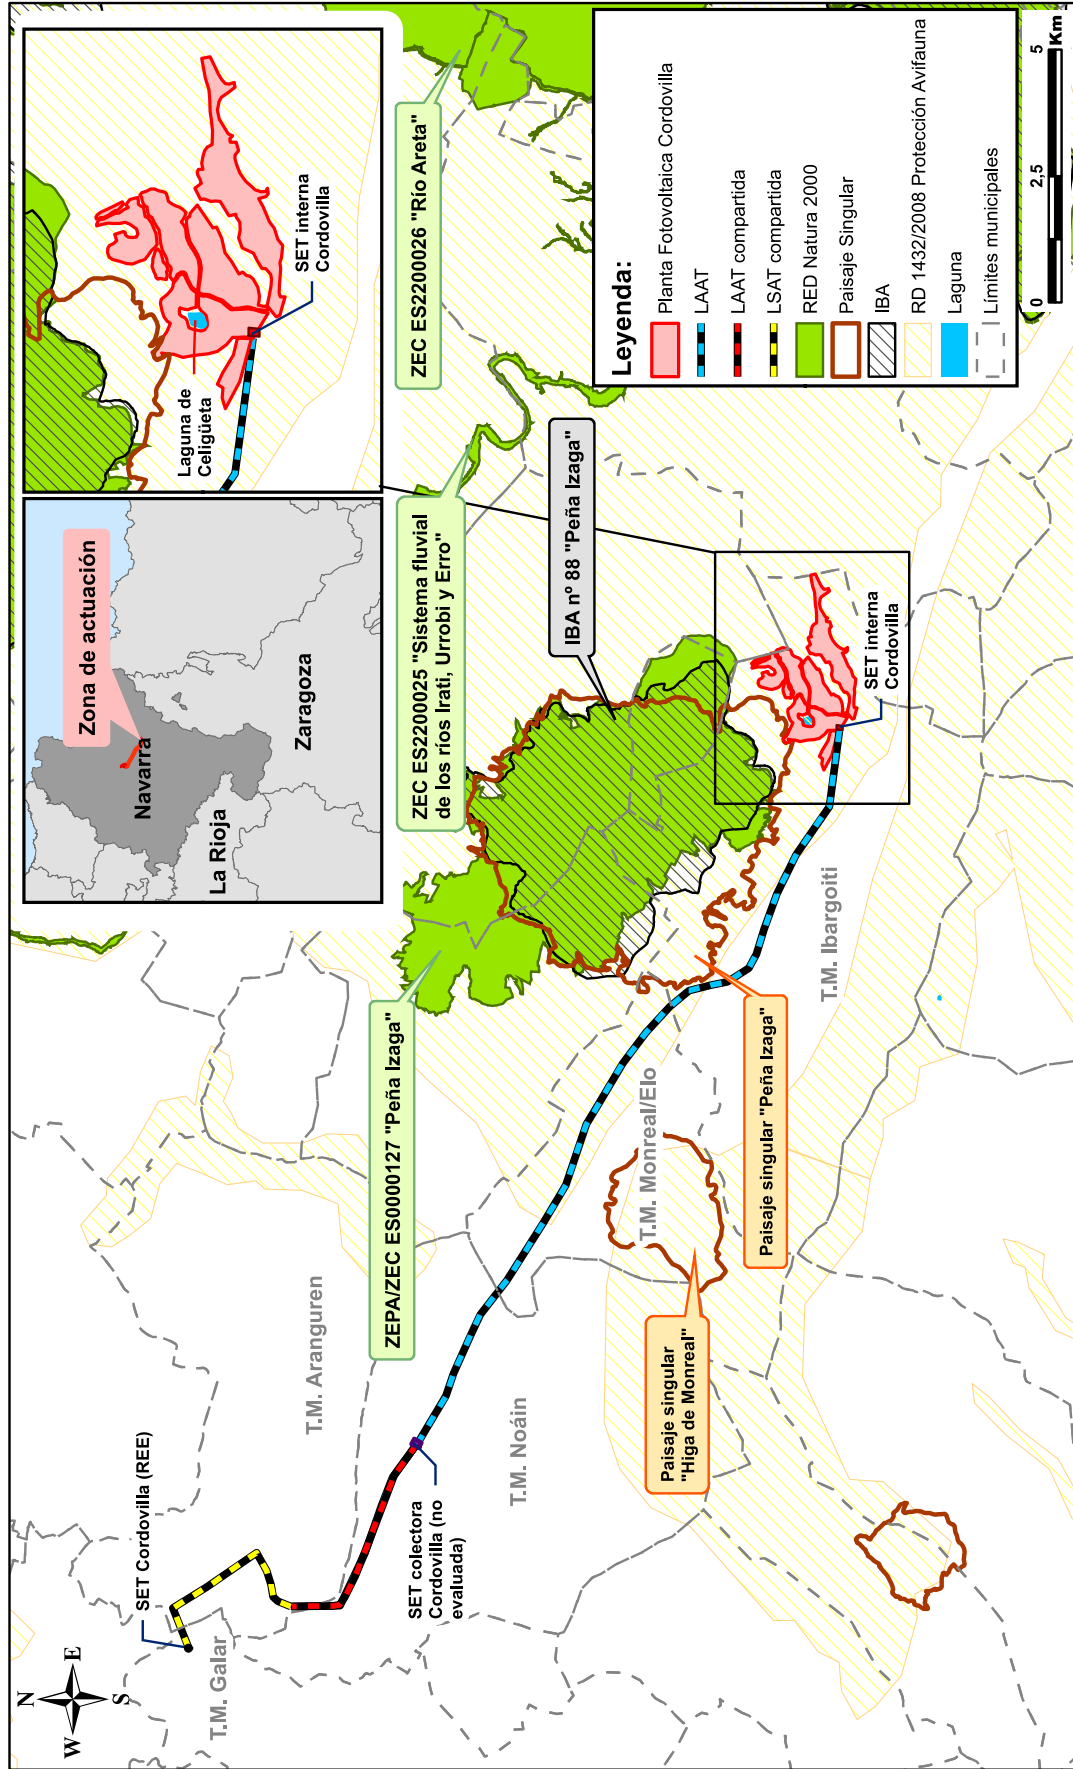 N
W
E
S
SET Cordovilla (REE)
T.M. Galar
T.M. Aranguren
SET colectora
Cordovilla (no
evaluada)
T.M. Noáin
ZEPA/ZEC ES0000127 "Peña Izaga"
Paisaje singular
"Higa de Monreal"
T.M. Monreal/Elo
Paisaje singular "Peña Izaga"
T.M. Ibargoiti
Zona de actuación
Navarra
La Rioja
Zaragoza
ZEC ES2200025 "Sistema fluvial
de los ríos Irati, Urrobi y Erro"
IBA nº 88 "Peña Izaga"
SET interna
Cordovilla
Laguna de
Celigüeta
SET interna
Cordovilla
ZEC ES2200026 "Río Areta"
Leyenda:
Planta Fotovoltaica Cordovilla
LAAT
LAAT compartida
LSAT compartida
RED Natura 2000
Paisaje Singular
IBA
RD 1432/2008 Protección Avifauna
Laguna
Límites municipales
0
2,5
5
Km